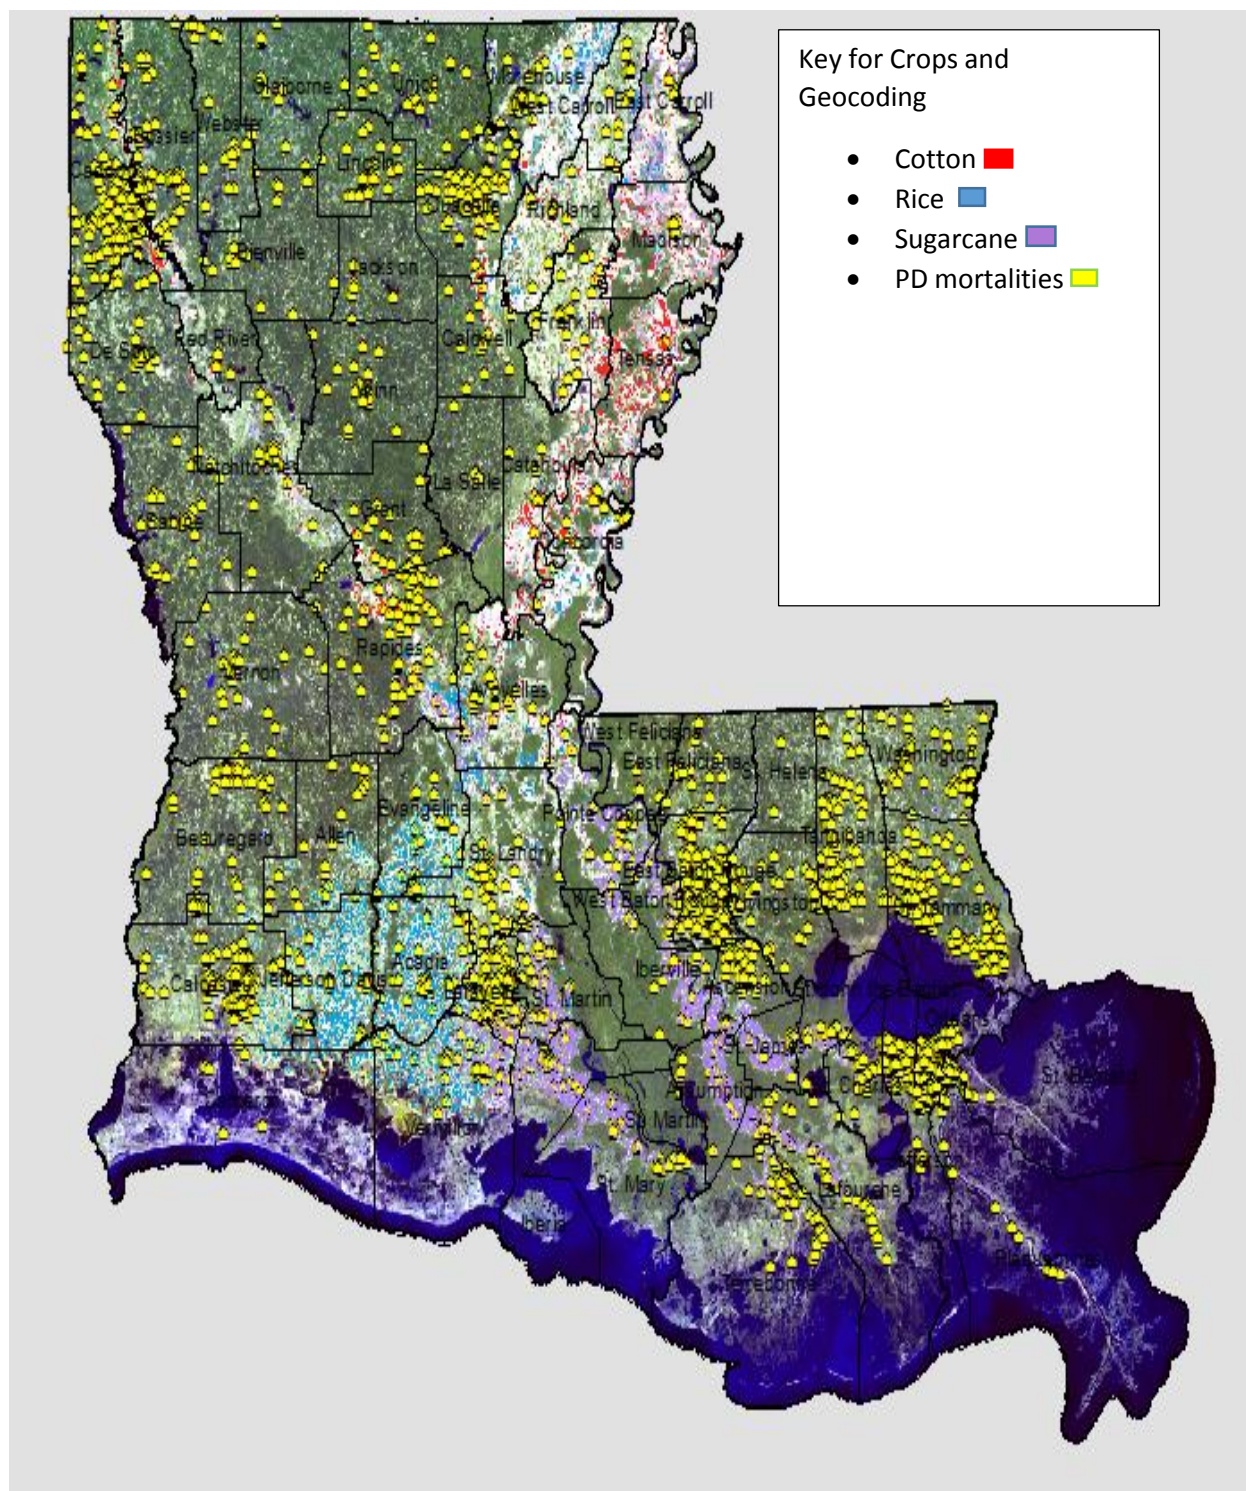 Key for Crops and
Geocoding
• Cotton
• Rice
• Sugarcane
• PD mortalities
Claiborne
Union
Morehouse
West Carroll
East Carroll
Bossier
Webster
Caddo
Lincoln
Ouachita
Richland
Madison
Bienville
Jackson
Franklin
Caldwell
Red River
De Soto
Tensas
Winn
Natchitoches
Catahoula
La Salle
Grant
Sabine
Concordia
Rapides
Vernon
Avoyelles
West Feliciana
East Feliciana
St. Helena
Washington
Evangeline
Pointe Coupee
Beauregard
Allen
Tangipahoa
St. Landry
East Baton Rouge
West Baton Rouge
Livingston
Tammany
Acadia
Iberville
Calcasieu
Jefferson Davis
Lafayette
St. Martin
Ascension
St. James
St. Bernard
Assumption
St. Charles
St. Martin
Vermilion
St. Mary
Lafourche
Iberia
Plaquemines
Terrebonne